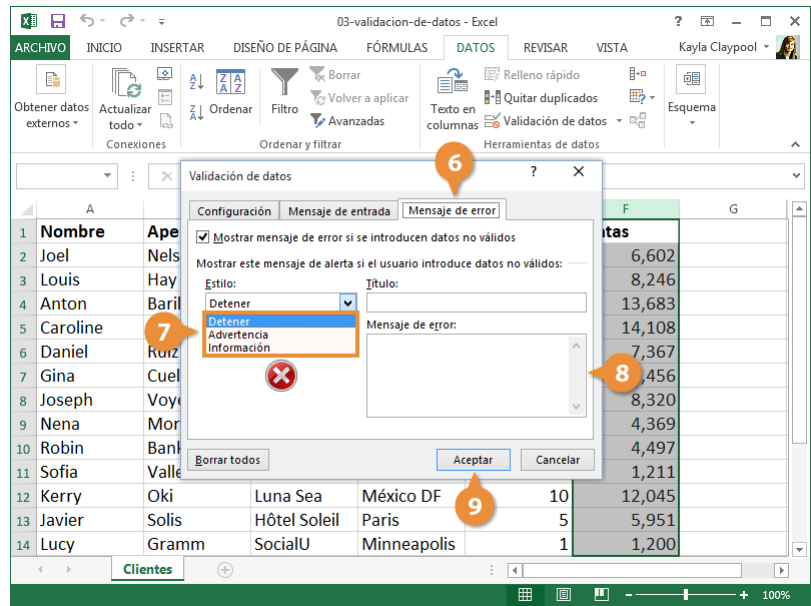 03-validacion-de-datos - Excel
ARCHIVO INICIO INSERTAR DISEÑO DE PÁGINA FÓRMULAS DATOS REVISAR VISTA Kayla Claypool
Obtener datos externos
Actualizar todo
Conexiones
Ordenar
Filtro
Borrar
Volver a aplicar
Avanzadas
Ordenar y filtrar
Texto en columnas
Relleno rápido
Quitar duplicados
Validación de datos
Herramientas de datos
Esquema
6
Validación de datos
Configuración Mensaje de entrada Mensaje de error
Mostrar mensaje de error si se introducen datos no válidos
Mostrar este mensaje de alerta si el usuario introduce datos no válidos:
Estilo: Título:
Detener
Detener
Advertencia
Información
Mensaje de error:
7
8
Borrar todos Aceptar Cancelar
9
A F G
1 Nombre Ape tas
2 Joel Nels 6,602
3 Louis Hay 8,246
4 Anton Baril 13,683
5 Caroline 14,108
6 Daniel Ruiz 7,367
7 Gina Cuel 456
8 Joseph Voye 8,320
9 Nena Mor 4,369
10 Robin Bank 4,497
11 Sofia Valle 1,211
12 Kerry Oki Luna Sea México DF 10 12,045
13 Javier Solis Hôtel Soleil Paris 5 5,951
14 Lucy Gramm SocialU Minneapolis 1 1,200
Clientes
100%